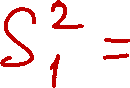 S₁² =